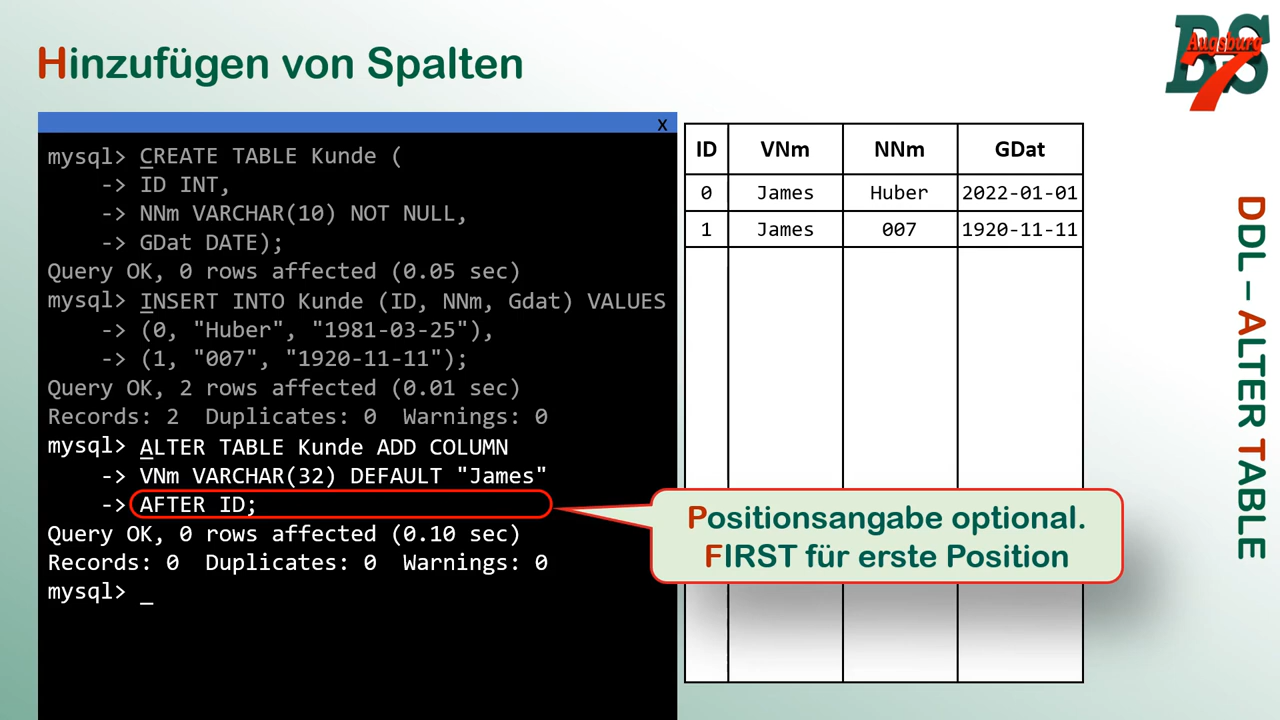 Hinzufügen von Spalten
BS
Augsburg
7
x
mysql> CREATE TABLE Kunde (
-> ID INT,
-> NNm VARCHAR(10) NOT NULL,
-> GDat DATE);
Query OK, 0 rows affected (0.05 sec)
mysql> INSERT INTO Kunde (ID, NNm, Gdat) VALUES
-> (0, "Huber", "1981-03-25"),
-> (1, "007", "1920-11-11");
Query OK, 2 rows affected (0.01 sec)
Records: 2 Duplicates: 0 Warnings: 0
mysql> ALTER TABLE Kunde ADD COLUMN
-> VNm VARCHAR(32) DEFAULT "James"
-> AFTER ID;
Query OK, 0 rows affected (0.10 sec)
Records: 0 Duplicates: 0 Warnings: 0
mysql> _
ID VNm NNm GDat
0 James Huber 2022-01-01
1 James 007 1920-11-11
Positionsangabe optional.
FIRST für erste Position
DDL – ALTER TABLE